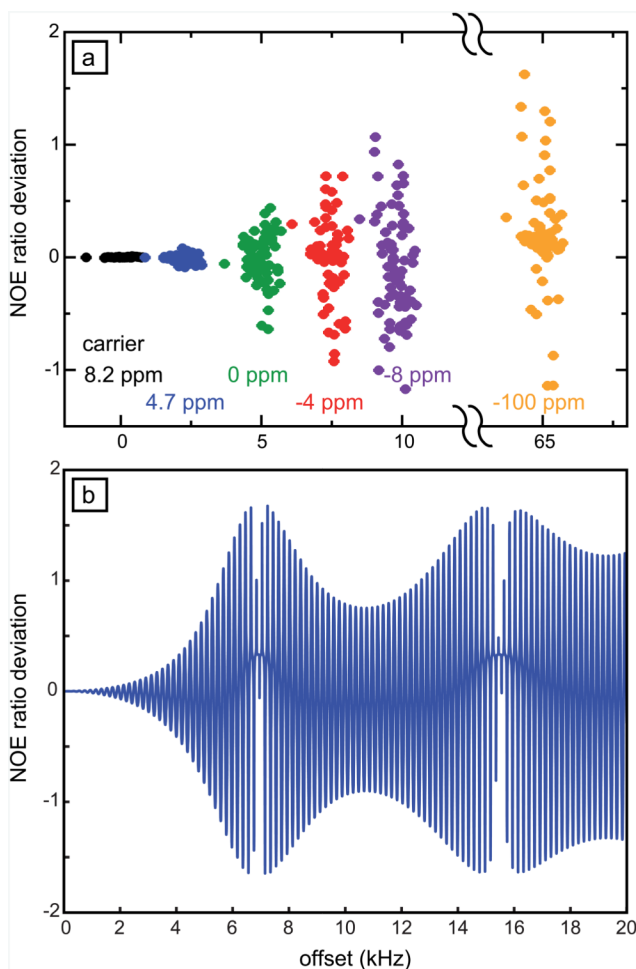 a
2
1
0
-1
NOE ratio deviation
carrier
8.2 ppm
4.7 ppm
0 ppm
-4 ppm
-8 ppm
-100 ppm
0 5 10 65
b
2
1
0
-1
-2
NOE ratio deviation
0 2 4 6 8 10 12 14 16 18 20
offset (kHz)